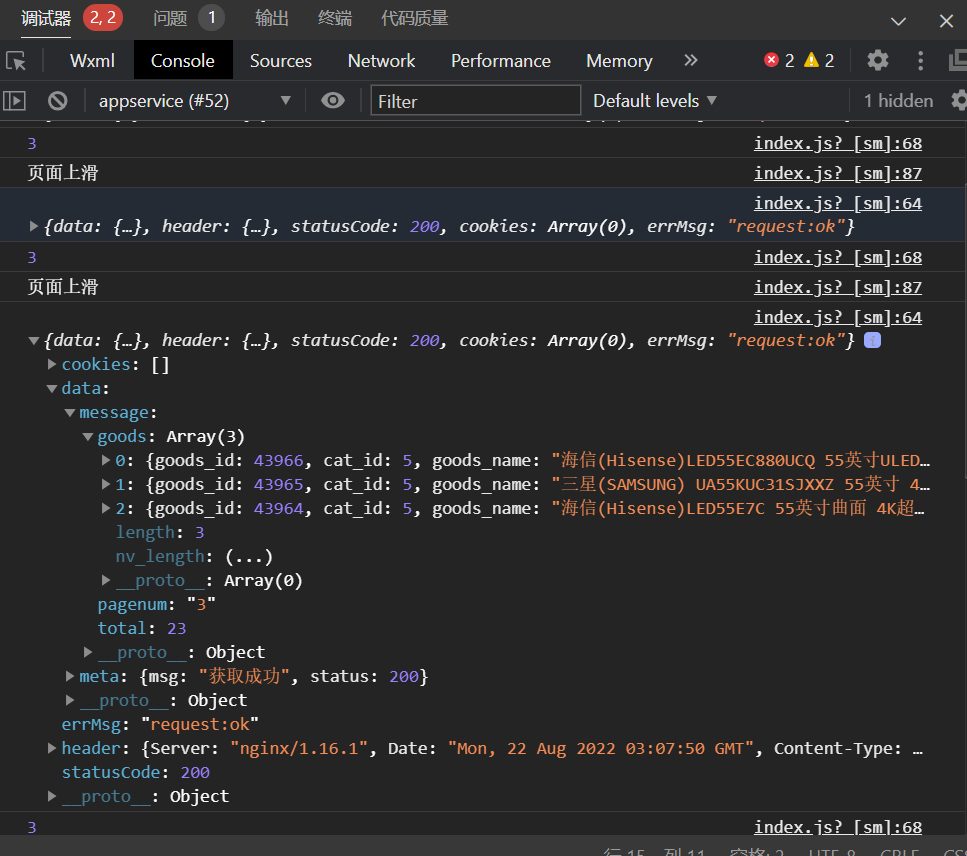 调试器 2, 2 问题 1 输出 终端 代码质量
Wxml Console Sources Network Performance Memory » 2 2
appservice (#52) Filter Default levels 1 hidden
3 index.js? [sm]:68
页面上滑 index.js? [sm]:87
index.js? [sm]:64
{data: {…}, header: {…}, statusCode: 200, cookies: Array(0), errMsg: "request:ok"}
3 index.js? [sm]:68
页面上滑 index.js? [sm]:87
index.js? [sm]:64
{data: {…}, header: {…}, statusCode: 200, cookies: Array(0), errMsg: "request:ok"} i
cookies: []
data:
message:
goods: Array(3)
0: {goods_id: 43966, cat_id: 5, goods_name: "海信(Hisense)LED55EC880UCQ 55英寸ULED…
1: {goods_id: 43965, cat_id: 5, goods_name: "三星(SAMSUNG) UA55KUC31SJXXZ 55英寸 4…
2: {goods_id: 43964, cat_id: 5, goods_name: "海信(Hisense)LED55E7C 55英寸曲面 4K超…
length: 3
nv_length: (...)
__proto__: Array(0)
pagenum: "3"
total: 23
__proto__: Object
meta: {msg: "获取成功", status: 200}
__proto__: Object
errMsg: "request:ok"
header: {Server: "nginx/1.16.1", Date: "Mon, 22 Aug 2022 03:07:50 GMT", Content-Type: …
statusCode: 200
__proto__: Object
3 index.js? [sm]:68
行 15, 列 11 空格: 2 UTF-8 CRLF